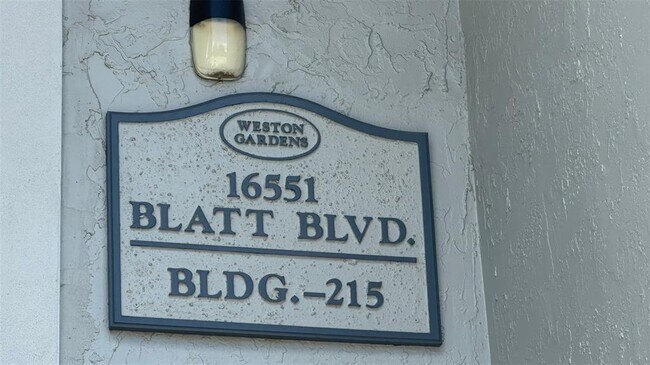 WESTON
GARDENS
16551
BLATT BLVD.
BLDG.-215